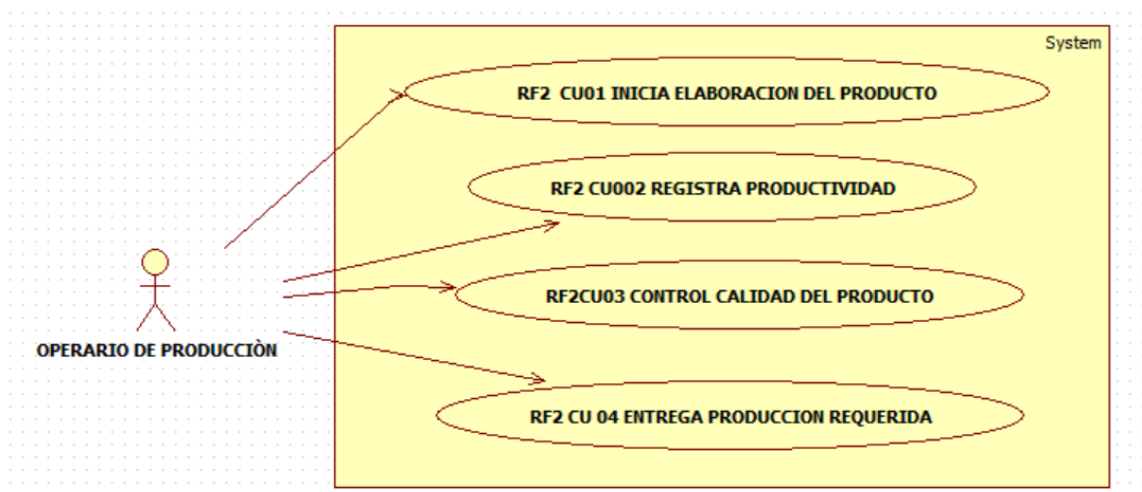 System
RF2  CU01 INICIA ELABORACION DEL PRODUCTO
RF2 CU002 REGISTRA PRODUCTIVIDAD
RF2CU03 CONTROL CALIDAD DEL PRODUCTO
OPERARIO DE PRODUCCIÒN
RF2 CU 04 ENTREGA PRODUCCION REQUERIDA